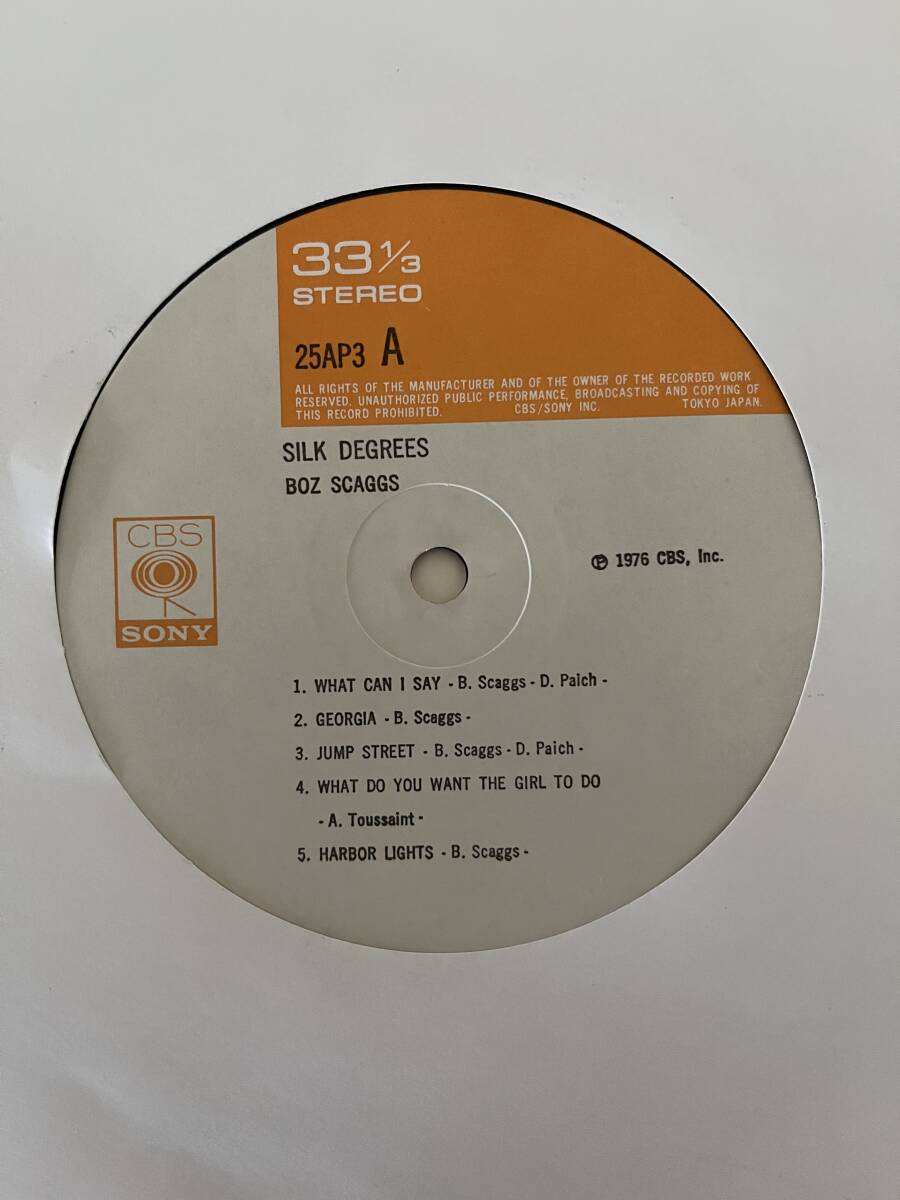 33 1/3
STEREO
25AP3 A
ALL RIGHTS OF THE MANUFACTURER AND OF THE OWNER OF THE RECORDED WORK
RESERVED. UNAUTHORIZED PUBLIC PERFORMANCE, BROADCASTING AND COPYING OF
THIS RECORD PROHIBITED. CBS/SONY INC. TOKYO JAPAN.
SILK DEGREES
BOZ SCAGGS
CBS
SONY
℗ 1976 CBS, Inc.
1. WHAT CAN I SAY - B. Scaggs - D. Paich -
2. GEORGIA - B. Scaggs -
3. JUMP STREET - B. Scaggs - D. Paich -
4. WHAT DO YOU WANT THE GIRL TO DO
- A. Toussaint -
5. HARBOR LIGHTS - B. Scaggs -